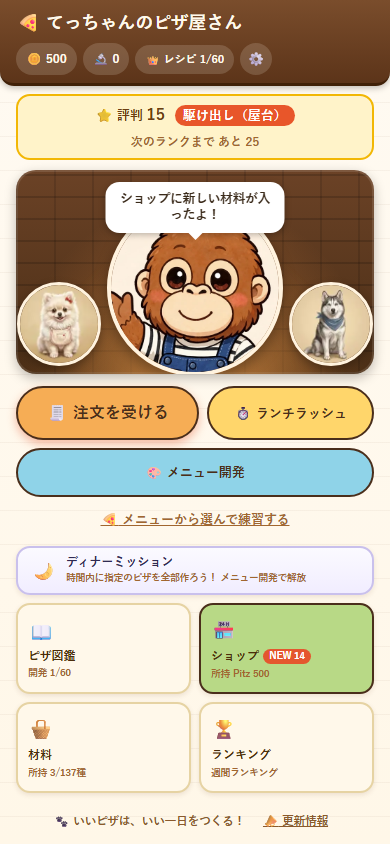 てっちゃんのピザ屋さん
500
0
レシピ 1/60
評判 15 駆け出し（屋台）
次のランクまで あと 25
ショップに新しい材料が入
ったよ！
注文を受ける
ランチラッシュ
メニュー開発
メニューから選んで練習する
ディナーミッション
時間内に指定のピザを全部作ろう！ メニュー開発で解放
ピザ図鑑
開発 1/60
ショップ NEW 14
所持 Pitz 500
材料
所持 3/137種
ランキング
週間ランキング
いいピザは、いい一日をつくる！ 更新情報